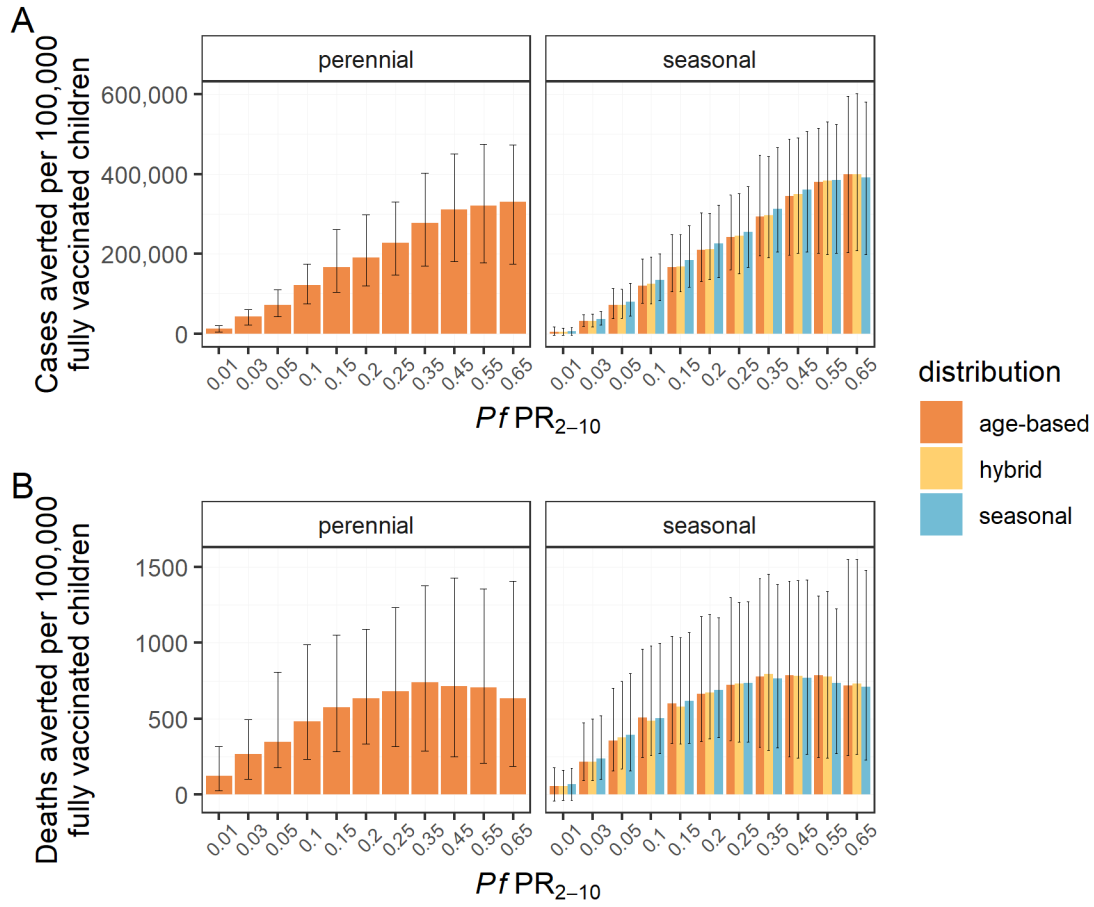 A
Cases averted per 100,000
fully vaccinated children
perennial
seasonal
600,000
400,000
200,000
0
0.01 0.03 0.05 0.1 0.15 0.2 0.25 0.35 0.45 0.55 0.65
0.01 0.03 0.05 0.1 0.15 0.2 0.25 0.35 0.45 0.55 0.65
Pf PR2–10
distribution
age-based
hybrid
seasonal
B
Deaths averted per 100,000
fully vaccinated children
perennial
seasonal
1500
1000
500
0
0.01 0.03 0.05 0.1 0.15 0.2 0.25 0.35 0.45 0.55 0.65
0.01 0.03 0.05 0.1 0.15 0.2 0.25 0.35 0.45 0.55 0.65
Pf PR2–10